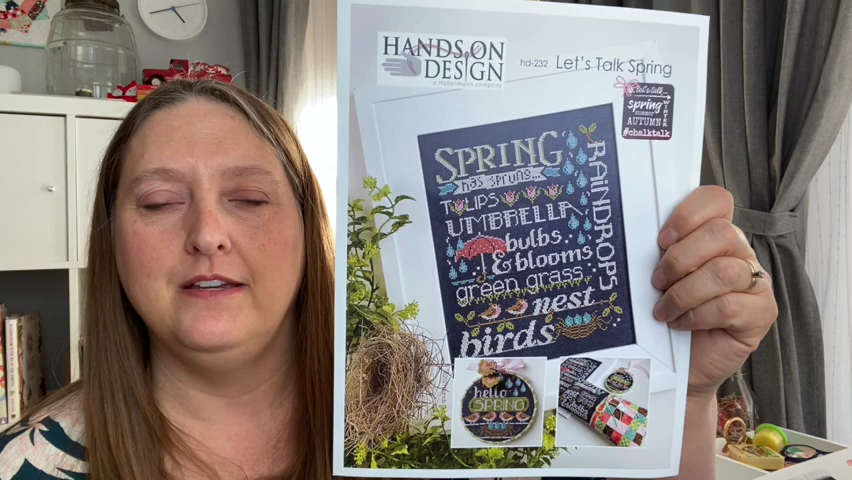 HANDS ON
DESIGN
a Haberman company
hd-232 Let's Talk Spring
let's talk
spring
SUMMER
AUTUMN
WINTER
#chalktalk
SPRING
has sprung...
TULIPS
UMBRELLA
RAINDROPS
bulbs
& blooms
green grass
nest
birds
hello
SPRING